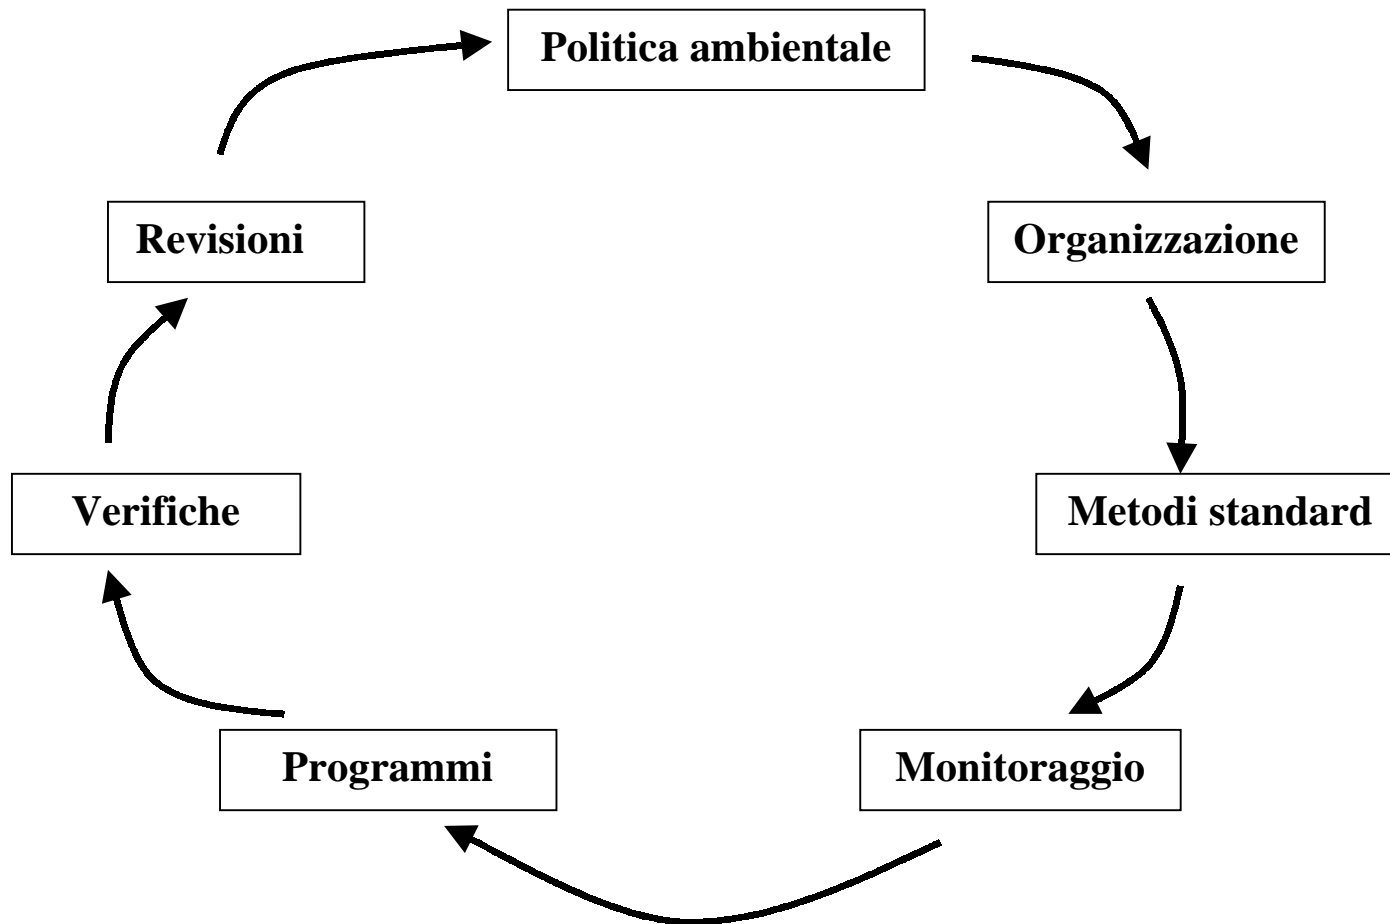 Politica ambientale
Revisioni
Organizzazione
Verifiche
Metodi standard
Programmi
Monitoraggio